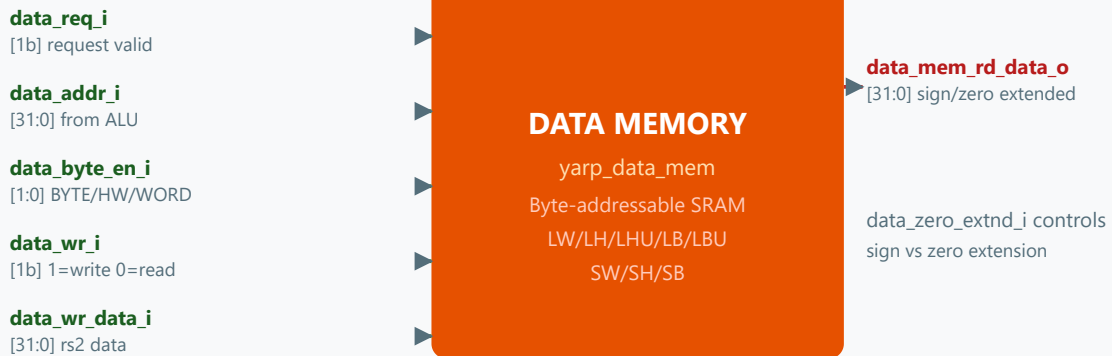 data_req_i
[1b] request valid
data_addr_i
[31:0] from ALU
data_byte_en_i
[1:0] BYTE/HW/WORD
data_wr_i
[1b] 1=write 0=read
data_wr_data_i
[31:0] rs2 data
DATA MEMORY
yarp_data_mem
Byte-addressable SRAM
LW/LH/LHU/LB/LBU
SW/SH/SB
data_mem_rd_data_o
[31:0] sign/zero extended
data_zero_extnd_i controls
sign vs zero extension